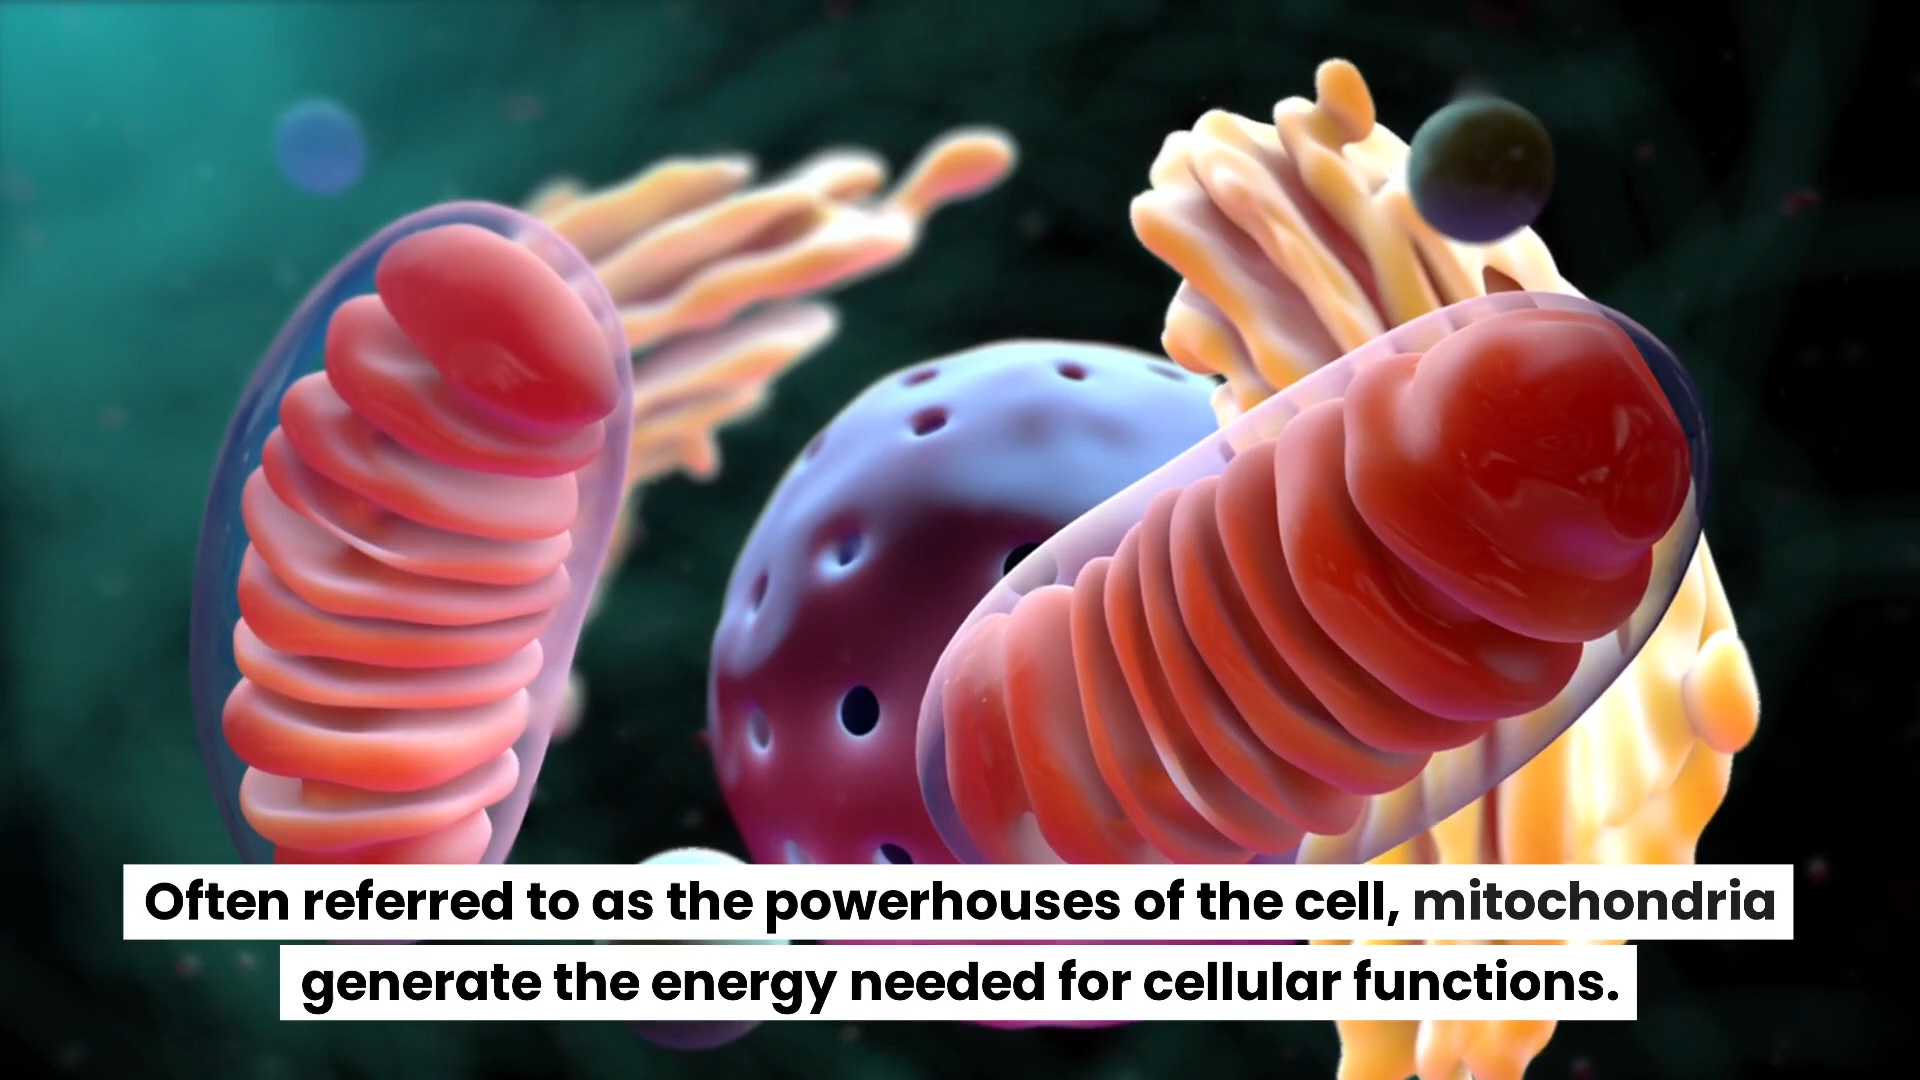 Often referred to as the powerhouses of the cell, mitochondria
generate the energy needed for cellular functions.